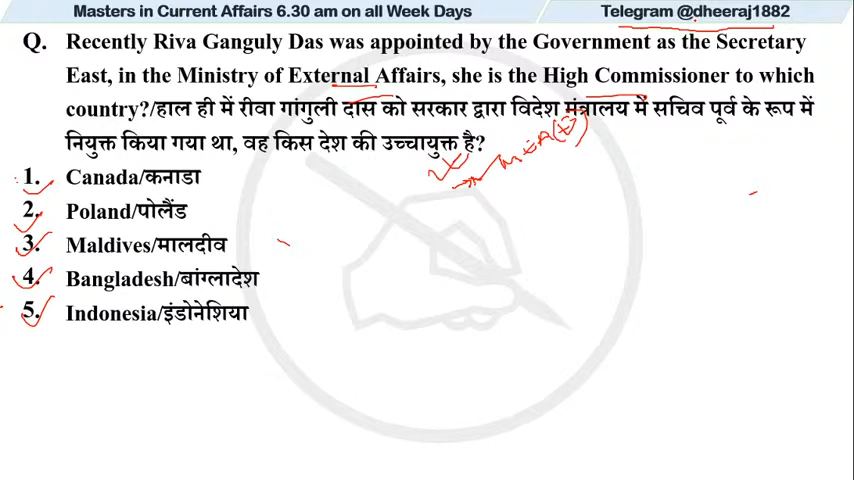 Masters in Current Affairs 6.30 am on all Week Days
Telegram @dheeraj1882
Q. Recently Riva Ganguly Das was appointed by the Government as the Secretary
East, in the Ministry of External Affairs, she is the High Commissioner to which
country?/हाल ही में रीवा गांगुली दास को सरकार द्वारा विदेश मंत्रालय में सचिव पूर्व के रूप में
नियुक्त किया गया था, वह किस देश की उच्चायुक्त है?
1. Canada/कनाडा
2. Poland/पोलैंड
3. Maldives/मालदीव
4. Bangladesh/बांग्लादेश
5. Indonesia/इंडोनेशिया